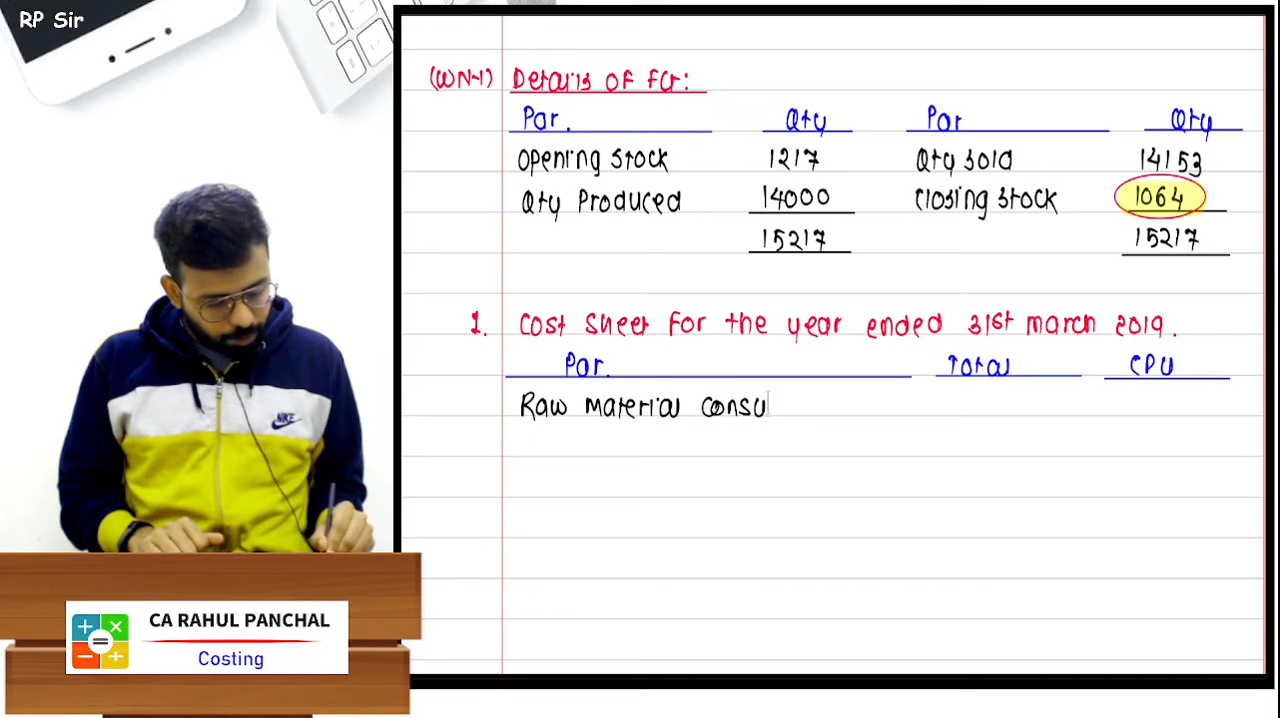 RP Sir
(WN-1) Details of FG:
Par. Qty Par Qty
Opening Stock 1217 Qty Sold 14153
Qty Produced 14000 Closing Stock 1064
15217 15217
1. Cost Sheet for the year ended 31st march 2019.
Par. Total CPU
Raw material consu
NIKE
CA RAHUL PANCHAL
Costing